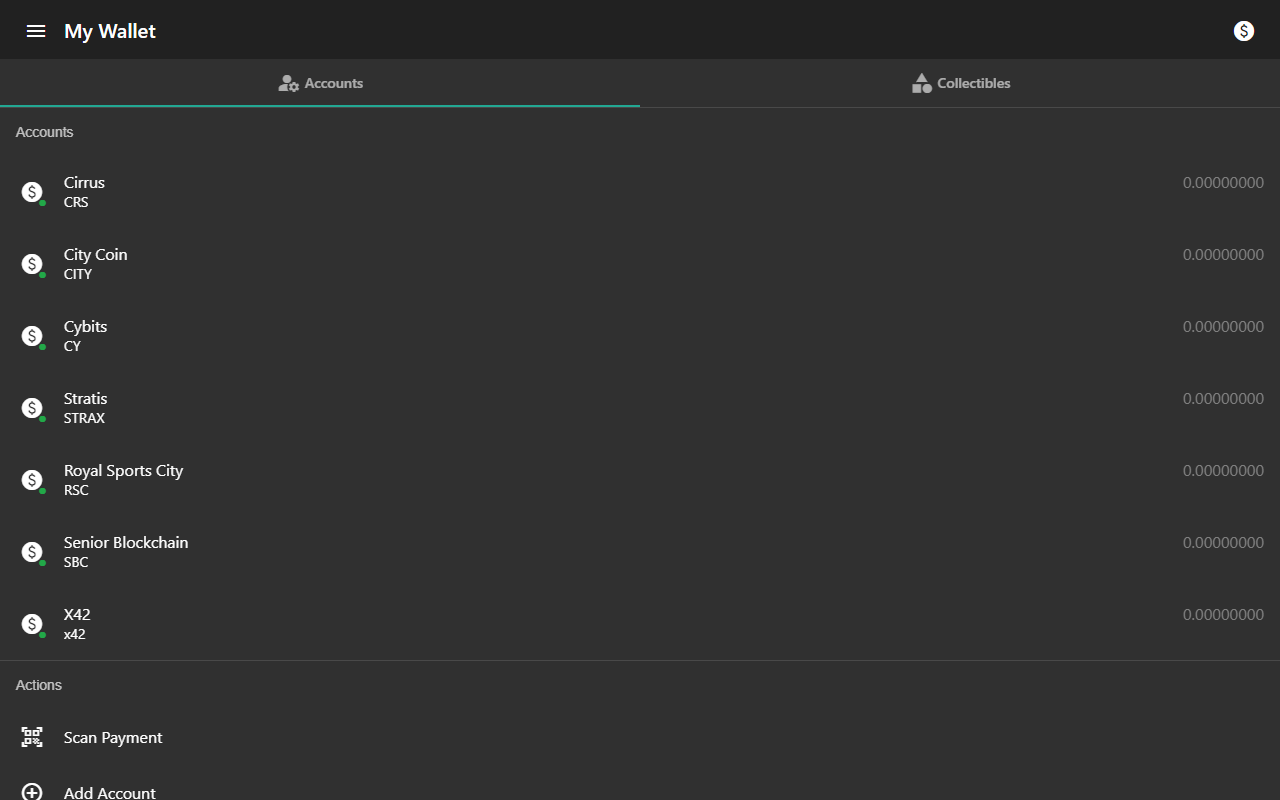 My Wallet
Accounts
Collectibles
Accounts
Cirrus
0.00000000
CRS
City Coin
0.00000000
CITY
Cybits
0.00000000
CY
Stratis
0.00000000
STRAX
Royal Sports City
0.00000000
RSC
Senior Blockchain
0.00000000
SBC
X42
0.00000000
x42
Actions
Scan Payment
Add Account